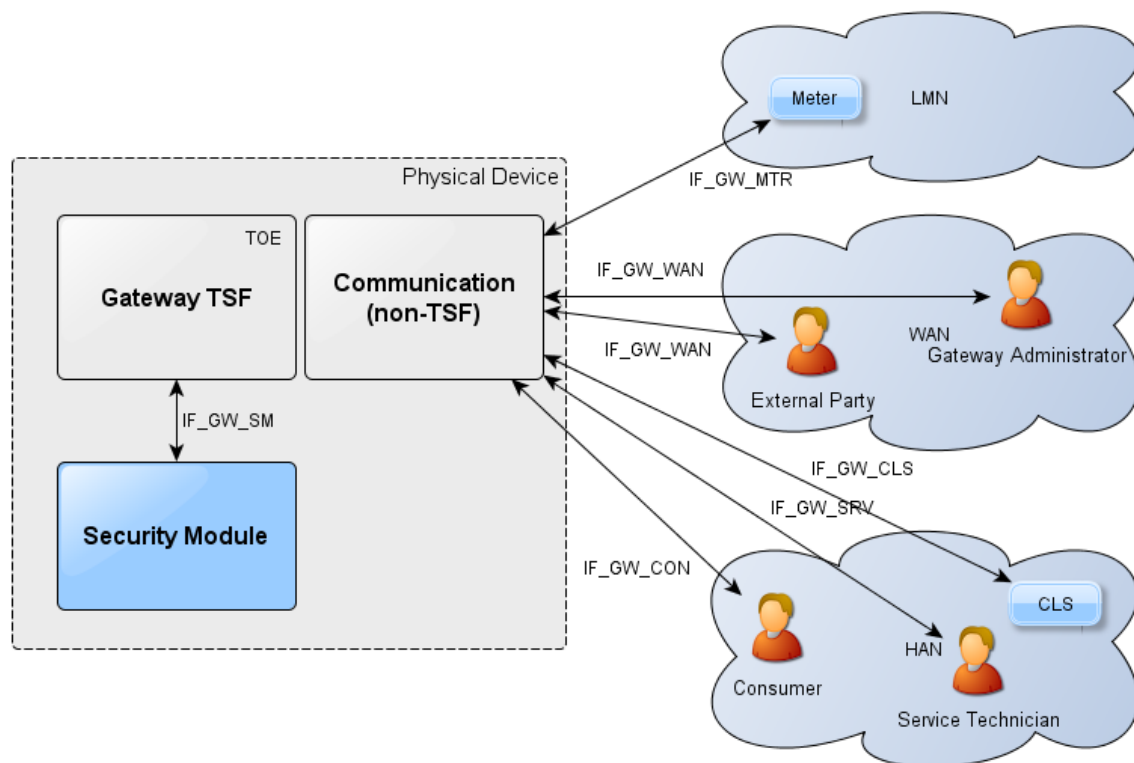 Meter
LMN
Physical Device
IF_GW_MTR
TOE
Gateway TSF
Communication
(non-TSF)
IF_GW_WAN
WAN
Gateway Administrator
IF_GW_WAN
External Party
IF_GW_SM
IF_GW_CLS
IF_GW_SRV
Security Module
IF_GW_CON
CLS
HAN
Consumer
Service Technician